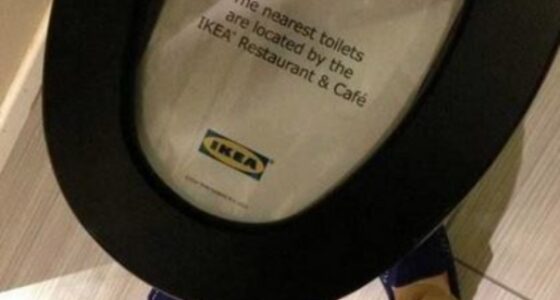 The nearest toilets
are located by the
IKEA® Restaurant & Café
IKEA